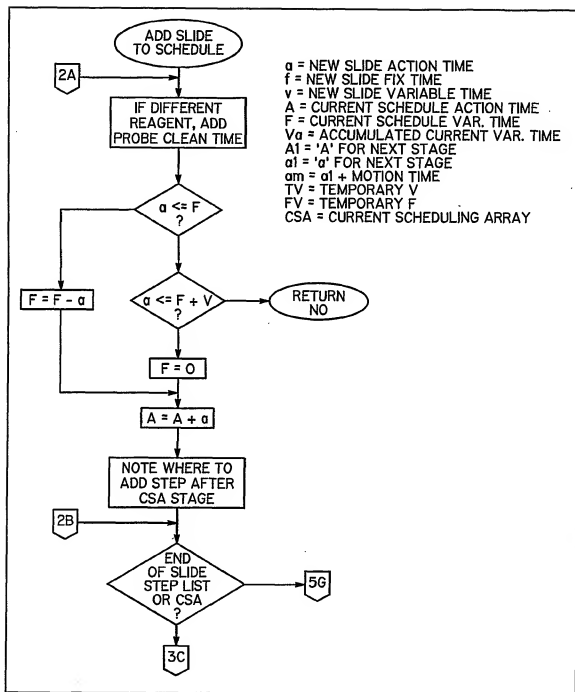 ADD SLIDE
TO SCHEDULE
2A
IF DIFFERENT
REAGENT, ADD
PROBE CLEAN TIME
a <= F
?
F = F - a
a <= F + V
?
RETURN
NO
F = 0
A = A + a
NOTE WHERE TO
ADD STEP AFTER
CSA STAGE
2B
END
OF SLIDE
STEP LIST
OR CSA
?
5G
3C
a = NEW SLIDE ACTION TIME
f = NEW SLIDE FIX TIME
v = NEW SLIDE VARIABLE TIME
A = CURRENT SCHEDULE ACTION TIME
F = CURRENT SCHEDULE VAR. TIME
Va = ACCUMULATED CURRENT VAR. TIME
A1 = 'A' FOR NEXT STAGE
a1 = 'a' FOR NEXT STAGE
am = a1 + MOTION TIME
TV = TEMPORARY V
FV = TEMPORARY F
CSA = CURRENT SCHEDULING ARRAY